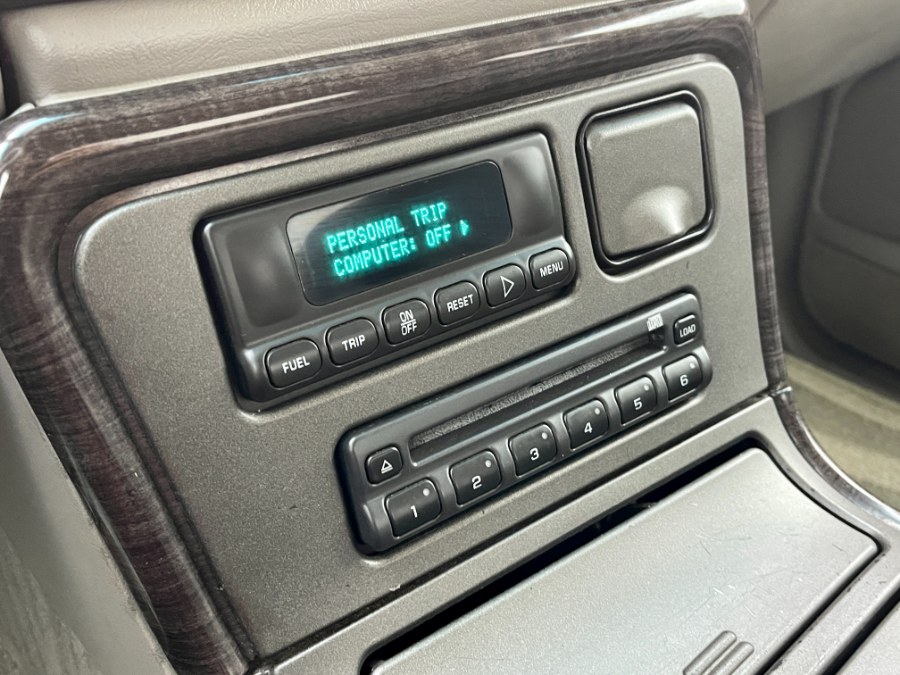 PERSONAL TRIP
COMPUTER: OFF
FUEL TRIP ON/OFF RESET MENU
LOAD
1 2 3 4 5 6